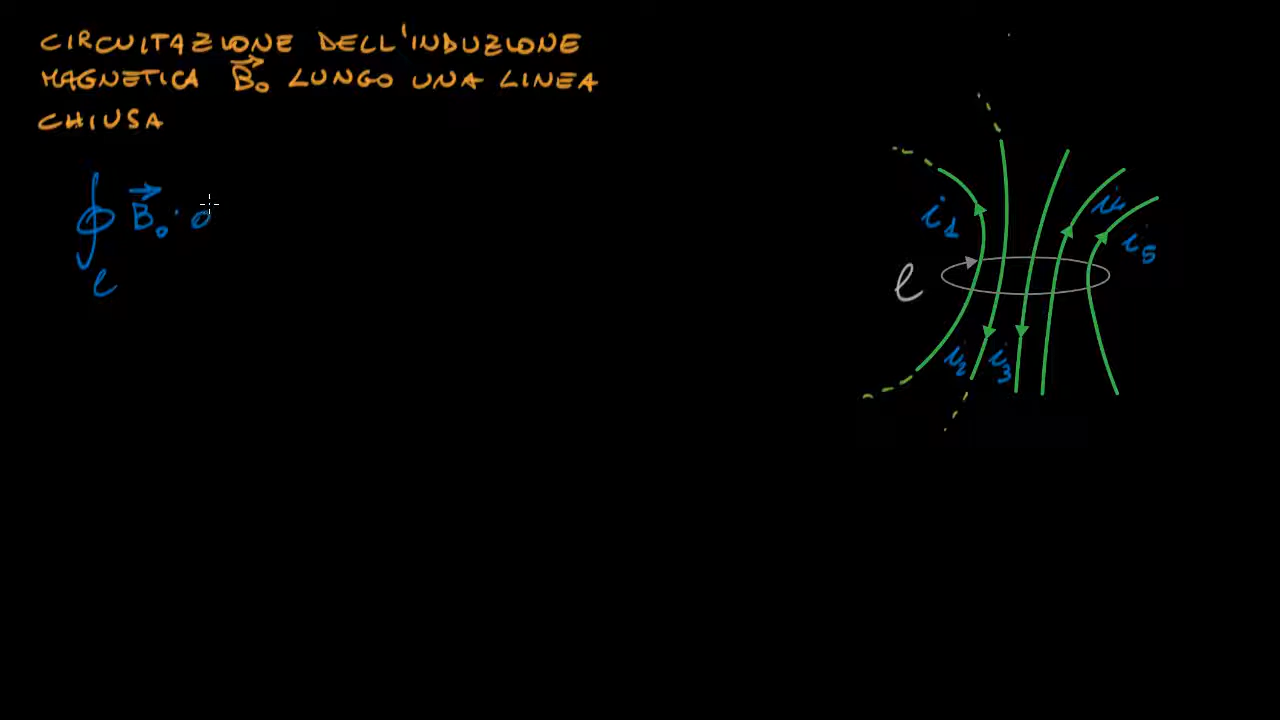 CIRCUITAZIONE DELL'INDUZIONE
MAGNETICA B⃗₀ LUNGO UNA LINEA
CHIUSA
∮ B⃗₀ · d
l
i₁
i₄
i₅
l
i₂
i₃